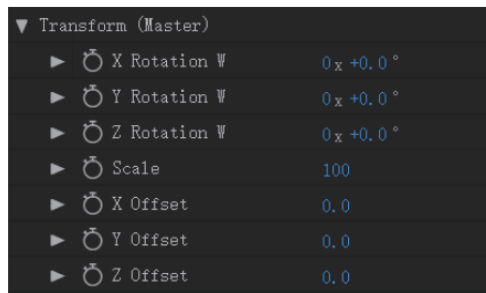 Transform (Master)
X Rotation W 0x +0.0°
Y Rotation W 0x +0.0°
Z Rotation W 0x +0.0°
Scale 100
X Offset 0.0
Y Offset 0.0
Z Offset 0.0